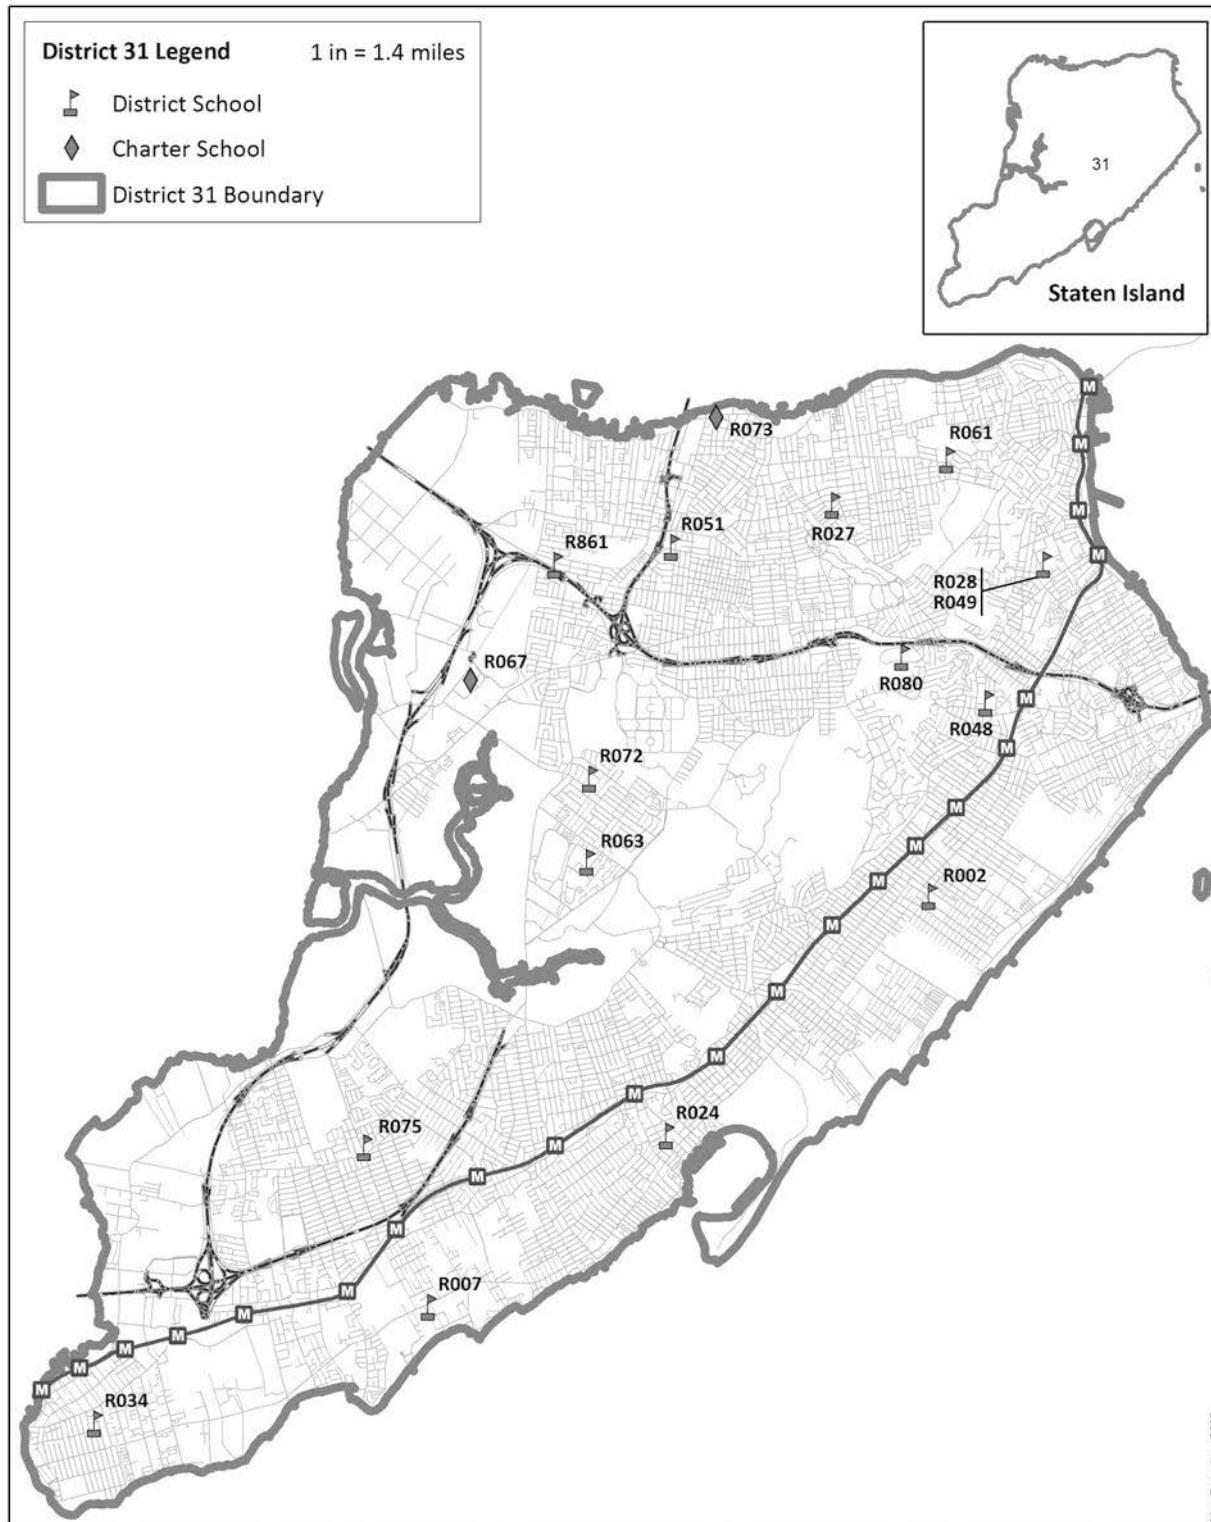 District 31 Legend 1 in = 1.4 miles
District School
Charter School
District 31 Boundary
31
Staten Island
M
R073
R061
M
R027
M
R051
R861
M
R028
R049
R067
R080
M
R048
M
R072
M
M
R063
M
R002
M
M
M
M
R024
R075
M
M
M
R007
M
M
M
M
M
M
R034